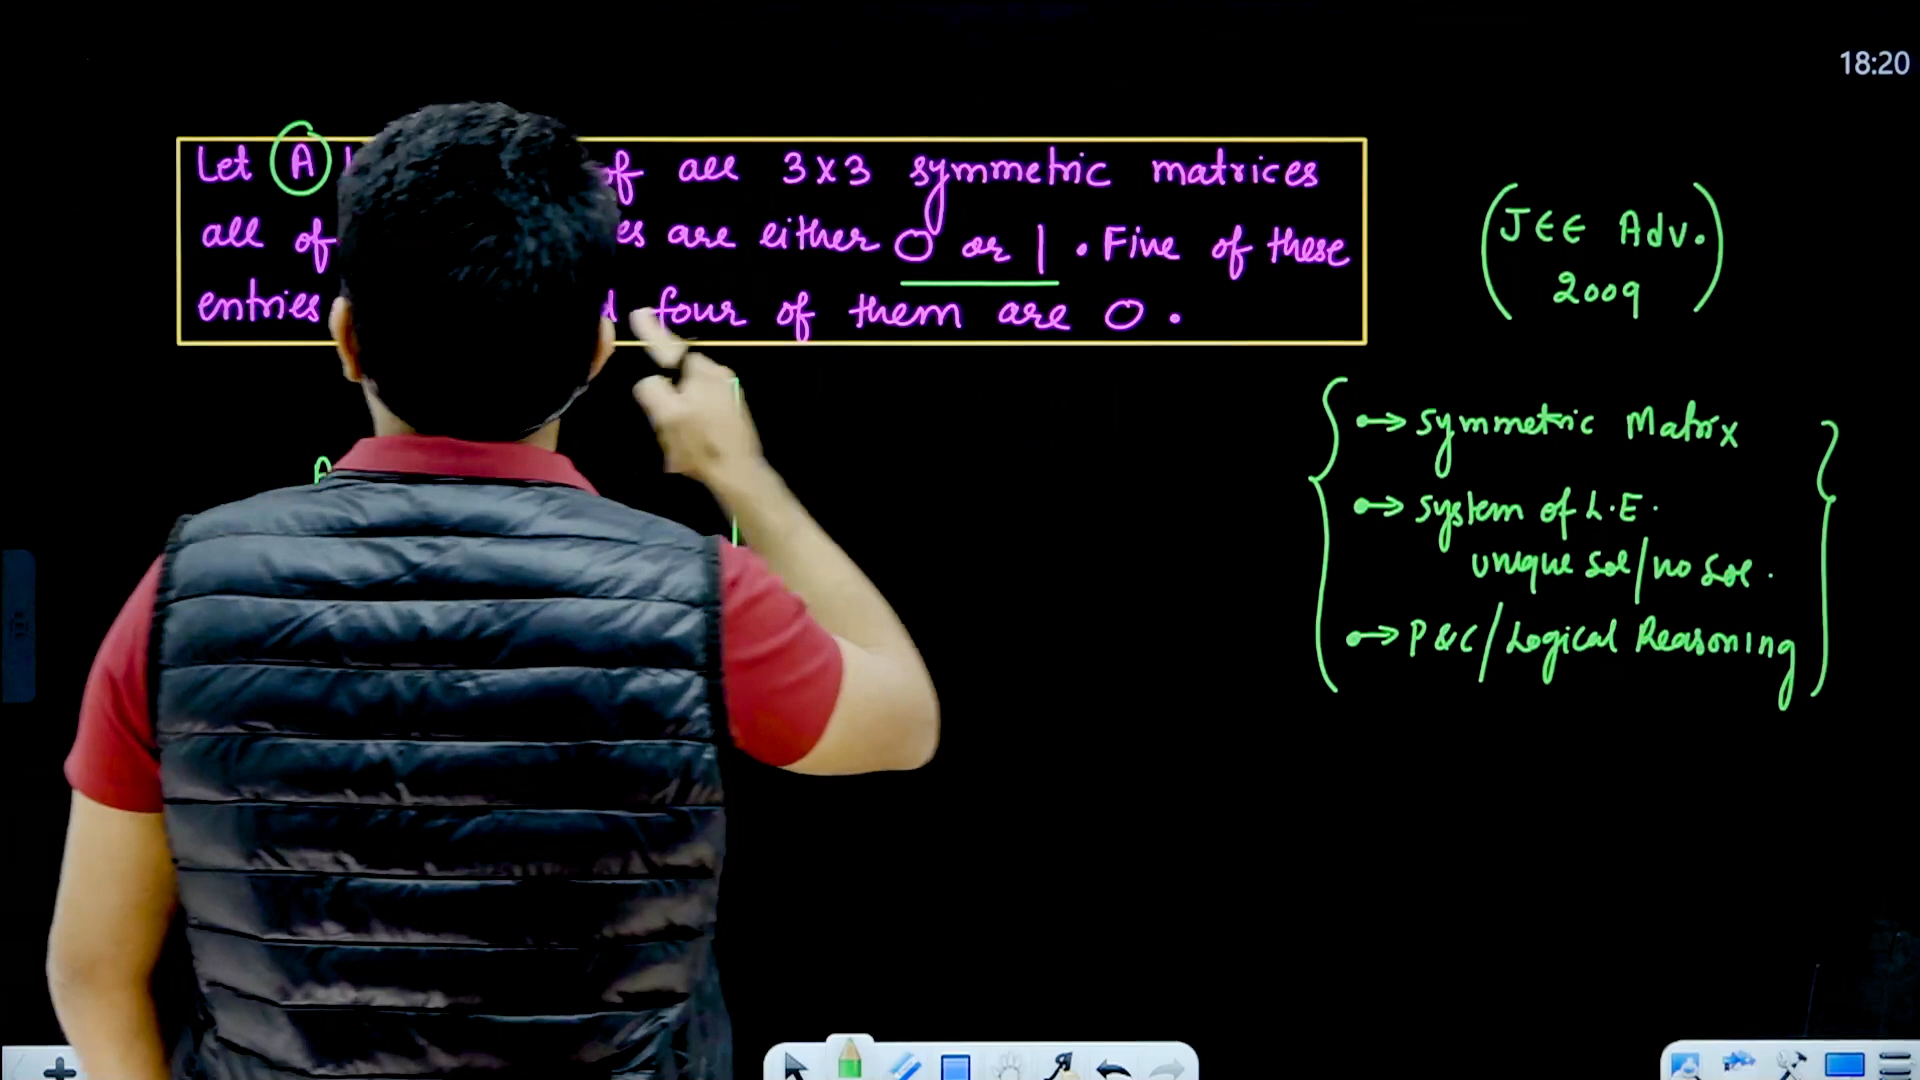 18:20
Let A of all 3x3 symmetric matrices
all of es are either 0 or 1 . Five of these
entries four of them are 0 .
(JEE Adv.
2009)
→ Symmetric Matrix
→ System of L.E.
unique sol/no sol.
→ P&C/Logical Reasoning
A